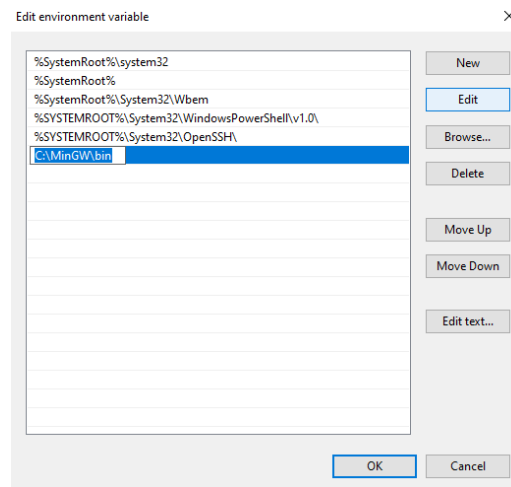 Edit environment variable
%SystemRoot%\system32
%SystemRoot%
%SystemRoot%\System32\Wbem
%SYSTEMROOT%\System32\WindowsPowerShell\v1.0\
%SYSTEMROOT%\System32\OpenSSH\
C:\MinGW\bin
New
Edit
Browse...
Delete
Move Up
Move Down
Edit text...
OK
Cancel